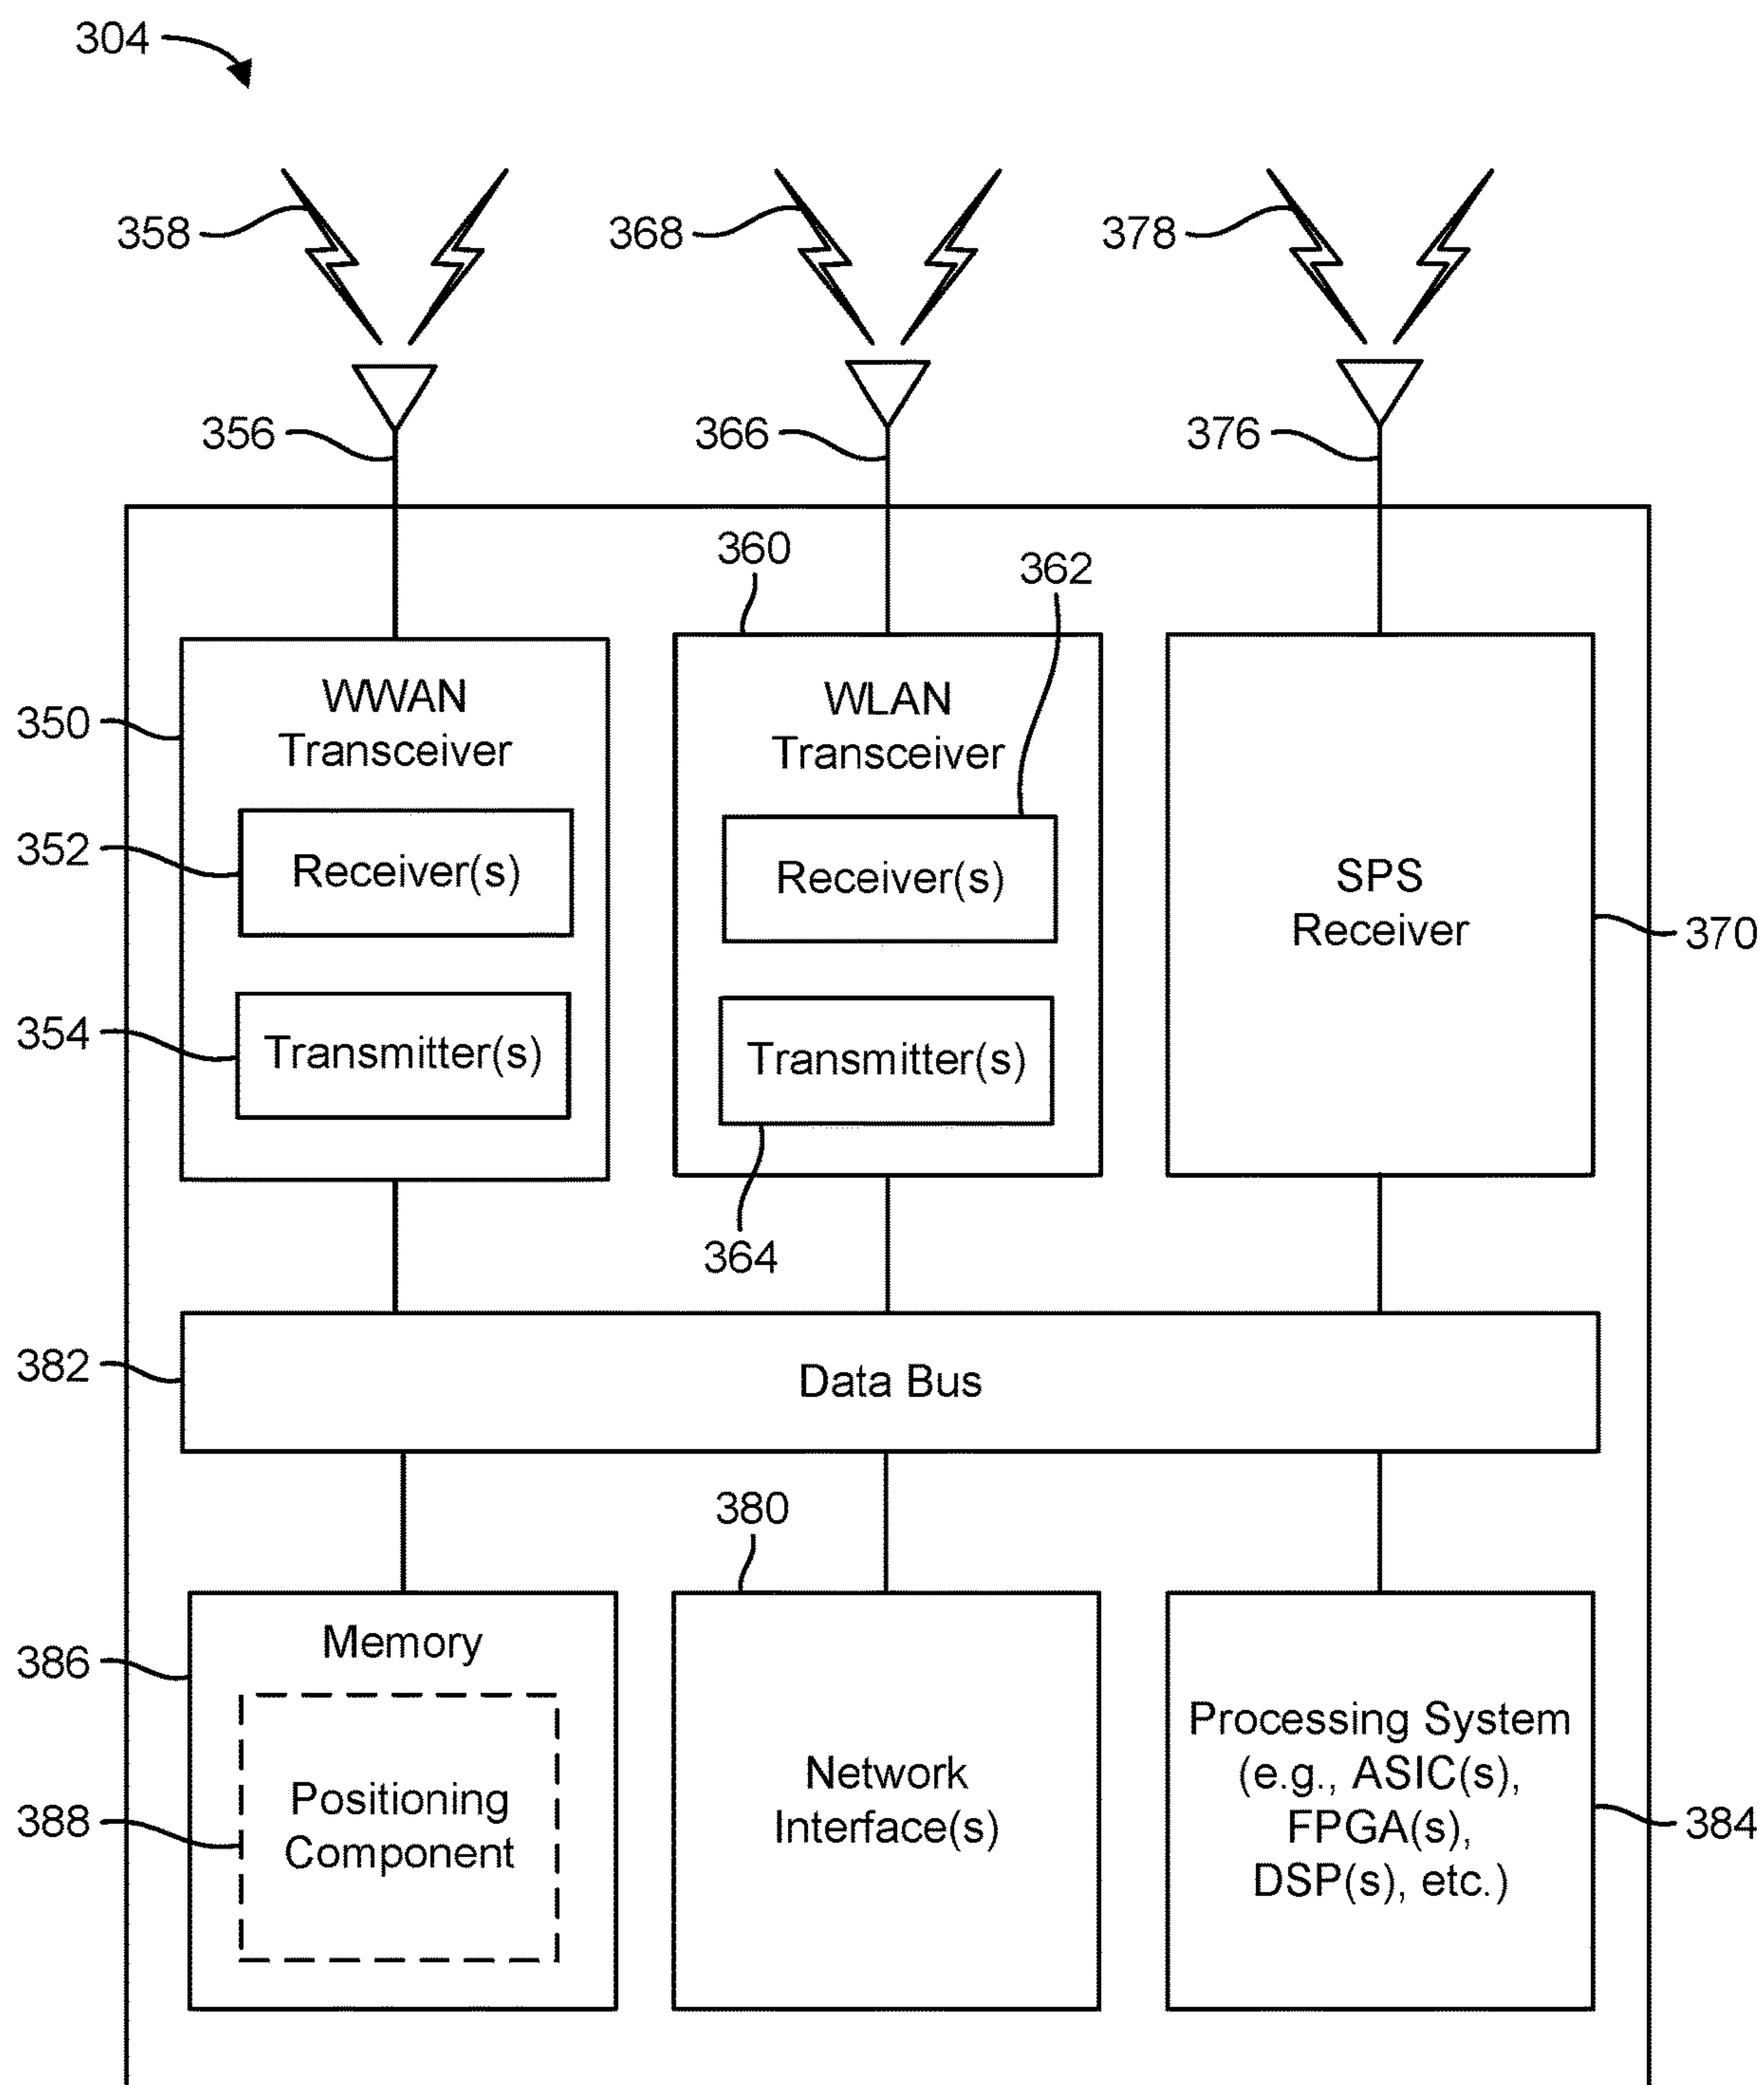 304
358
368
378
356
366
376
360
362
350
WWAN
Transceiver
WLAN
Transceiver
352
Receiver(s)
Receiver(s)
SPS
Receiver
370
354
Transmitter(s)
Transmitter(s)
364
382
Data Bus
380
386
Memory
388
Positioning
Component
Network
Interface(s)
Processing System
(e.g., ASIC(s),
FPGA(s),
DSP(s), etc.)
384